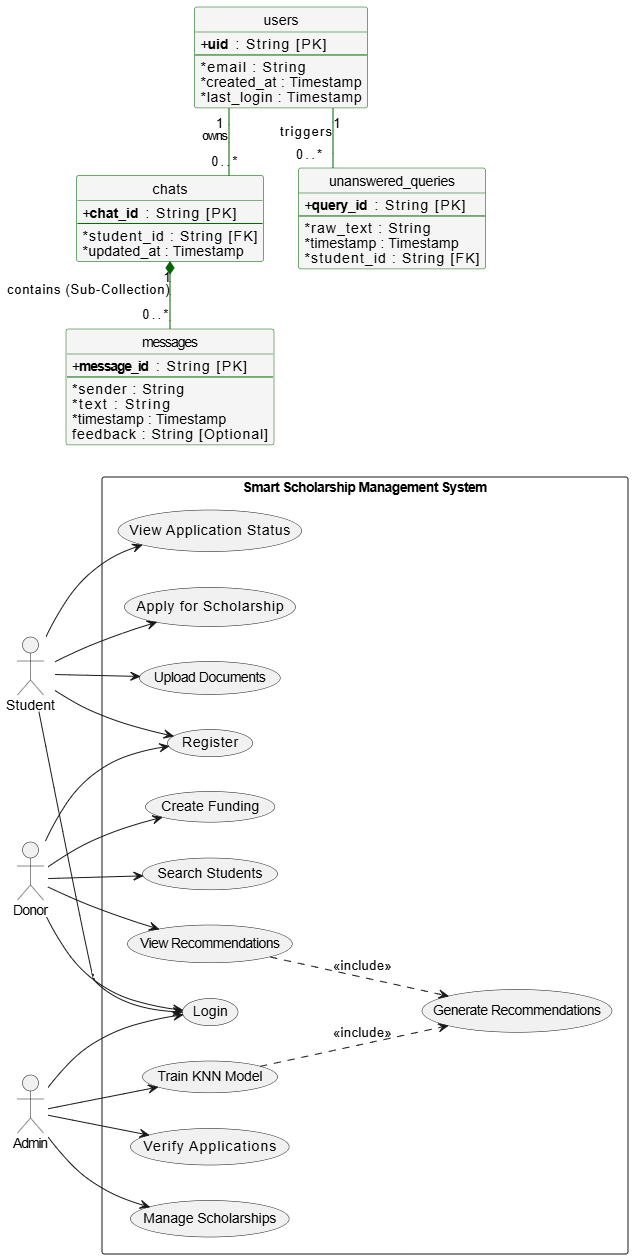 users
+uid : String [PK]
*email : String
*created_at : Timestamp
*last_login : Timestamp
1
owns
0..*
1
triggers
0..*
chats
+chat_id : String [PK]
*student_id : String [FK]
*updated_at : Timestamp
unanswered_queries
+query_id : String [PK]
*raw_text : String
*timestamp : Timestamp
*student_id : String [FK]
1
contains (Sub-Collection)
0..*
messages
+message_id : String [PK]
*sender : String
*text : String
*timestamp : Timestamp
feedback : String [Optional]
Smart Scholarship Management System
View Application Status
Apply for Scholarship
Upload Documents
Student
Register
Create Funding
Search Students
Donor
View Recommendations
«include»
Generate Recommendations
Login
«include»
Train KNN Model
Admin
Verify Applications
Manage Scholarships